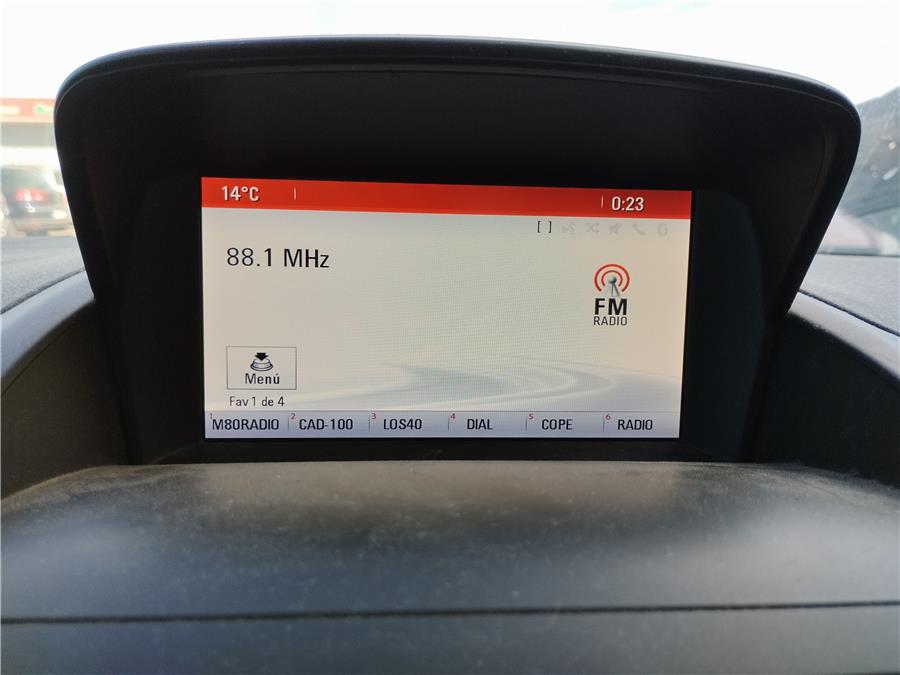 14°C 0:23
[ ]
88.1 MHz
FM
RADIO
Menú
Fav 1 de 4
1 M80RADIO 2 CAD-100 3 LOS40 4 DIAL 5 COPE 6 RADIO